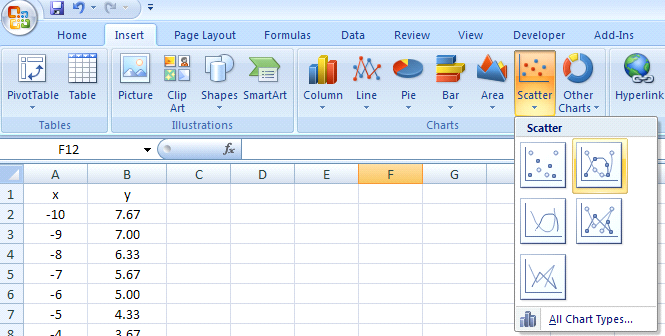 Home Insert Page Layout Formulas Data Review View Developer Add-Ins
PivotTable Table Picture Clip Art Shapes SmartArt Column Line Pie Bar Area Scatter Other Charts Hyperlink
Tables Illustrations Charts
Scatter
F12 fx
A B C D E F G
1 x y
2 -10 7.67
3 -9 7.00
4 -8 6.33
5 -7 5.67
6 -6 5.00
7 -5 4.33
8 -4 3.67
All Chart Types...